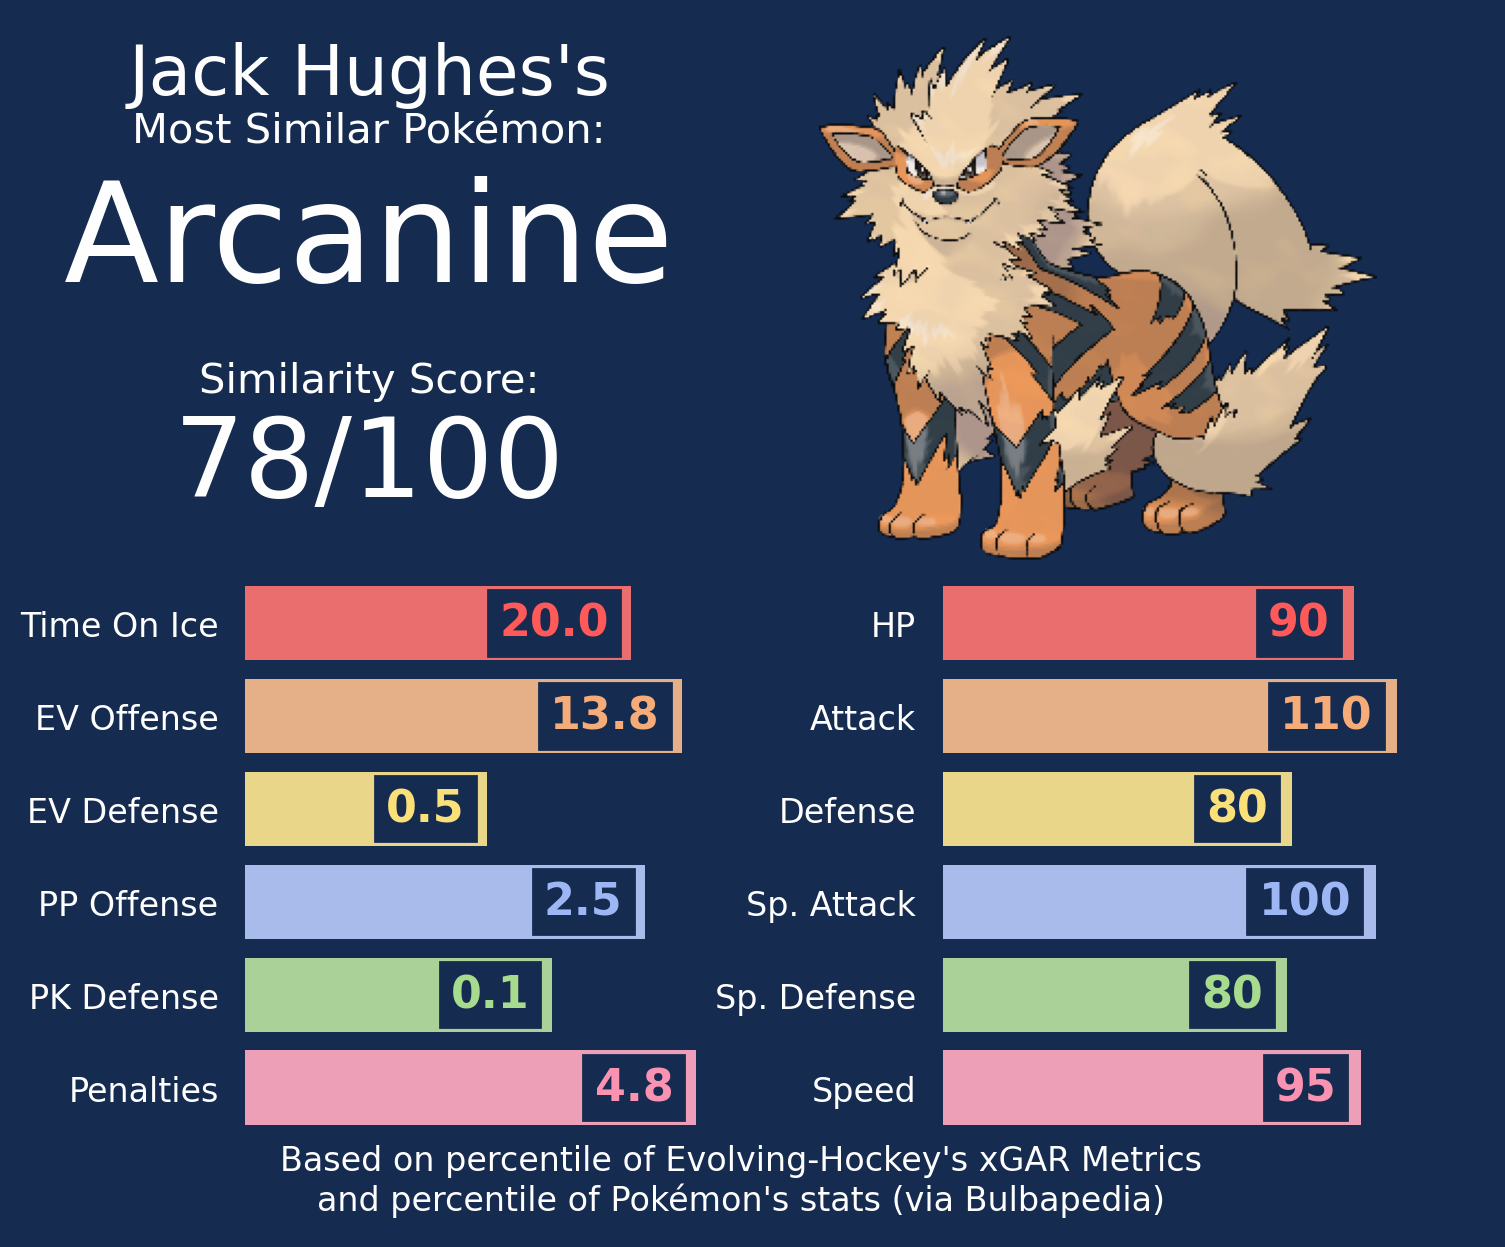 Jack Hughes's
Most Similar Pokémon:
Arcanine
Similarity Score:
78/100
Time On Ice 20.0
EV Offense 13.8
EV Defense 0.5
PP Offense 2.5
PK Defense 0.1
Penalties 4.8
HP 90
Attack 110
Defense 80
Sp. Attack 100
Sp. Defense 80
Speed 95
Based on percentile of Evolving-Hockey's xGAR Metrics
and percentile of Pokémon's stats (via Bulbapedia)